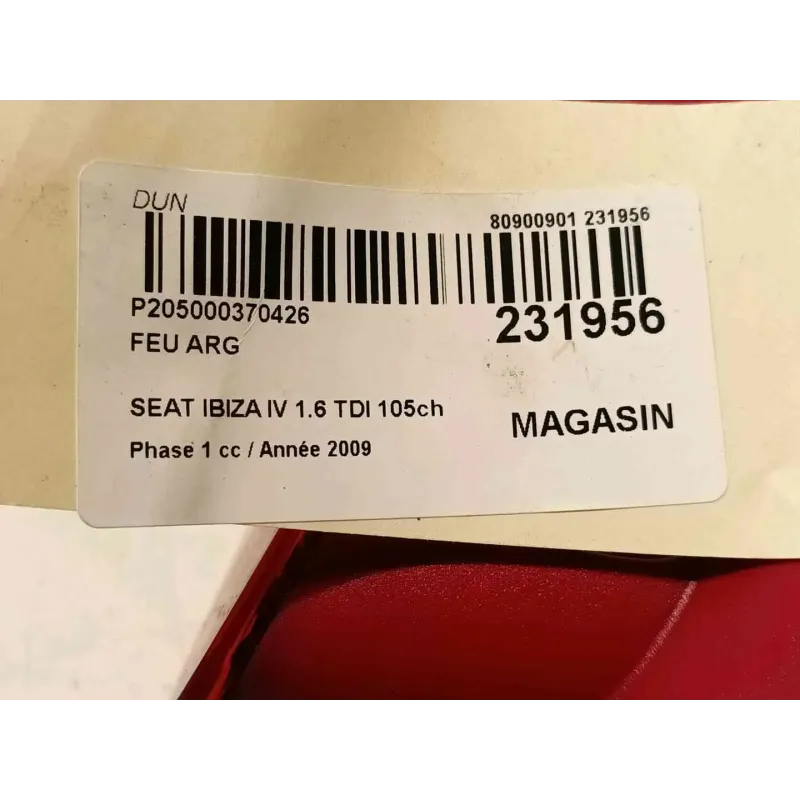 DUN
80900901 231956
P205000370426
231956
FEU ARG
SEAT IBIZA IV 1.6 TDI 105ch
MAGASIN
Phase 1 cc / Année 2009